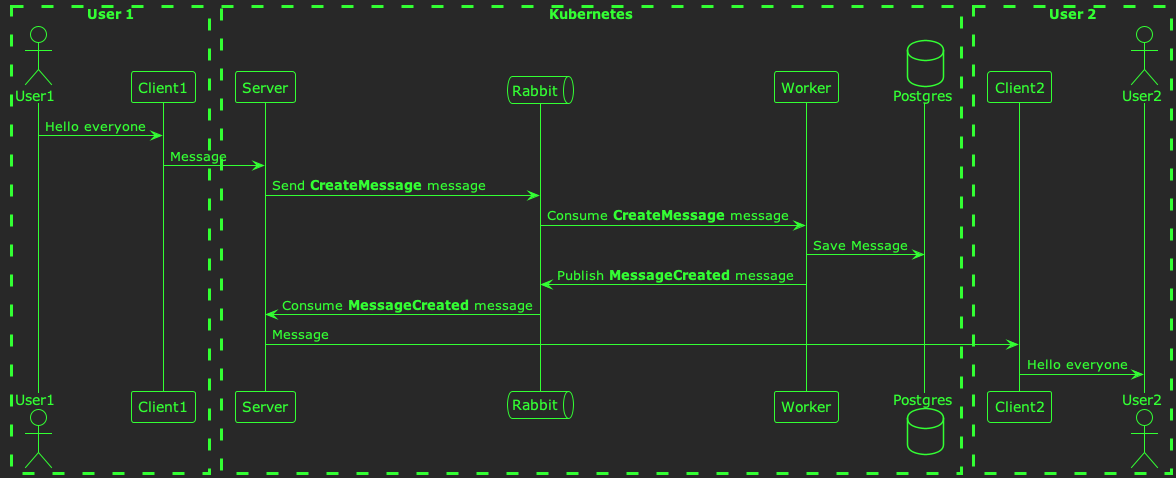 User 1
Kubernetes
User 2
User1
Client1
Server
Rabbit
Worker
Postgres
Client2
User2
Hello everyone
Message
Send CreateMessage message
Consume CreateMessage message
Save Message
Publish MessageCreated message
Consume MessageCreated message
Message
Hello everyone
User1
Client1
Server
Rabbit
Worker
Postgres
Client2
User2